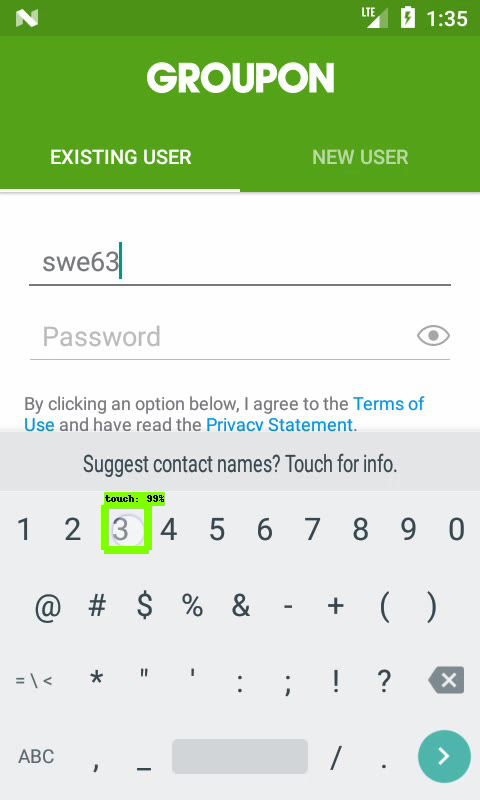 LTE 1:35
GROUPON
EXISTING USER NEW USER
swe63
Password
By clicking an option below, I agree to the Terms of
Use and have read the Privacy Statement.
Suggest contact names? Touch for info.
touch: 99%
1 2 3 4 5 6 7 8 9 0
@ # $ % & - + ( )
= \ < * " ' : ; ! ?
ABC , _ / .